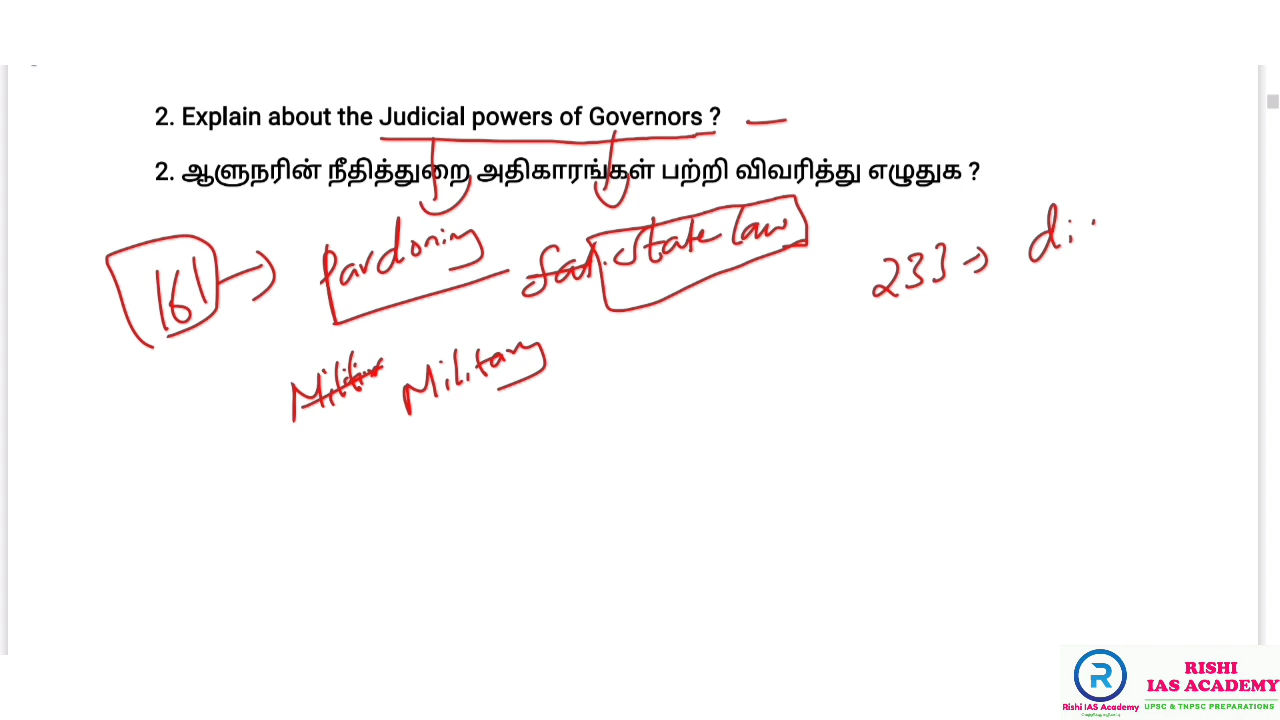 2. Explain about the Judicial powers of Governors ?
2. ஆளுநரின் நீதித்துறை அதிகாரங்கள் பற்றி விவரித்து எழுதுக ?
161 → Pardoning State law 233 → di
Military
R
Rishi IAS Academy
RISHI
IAS ACADEMY
UPSC & TNPSC PREPARATIONS